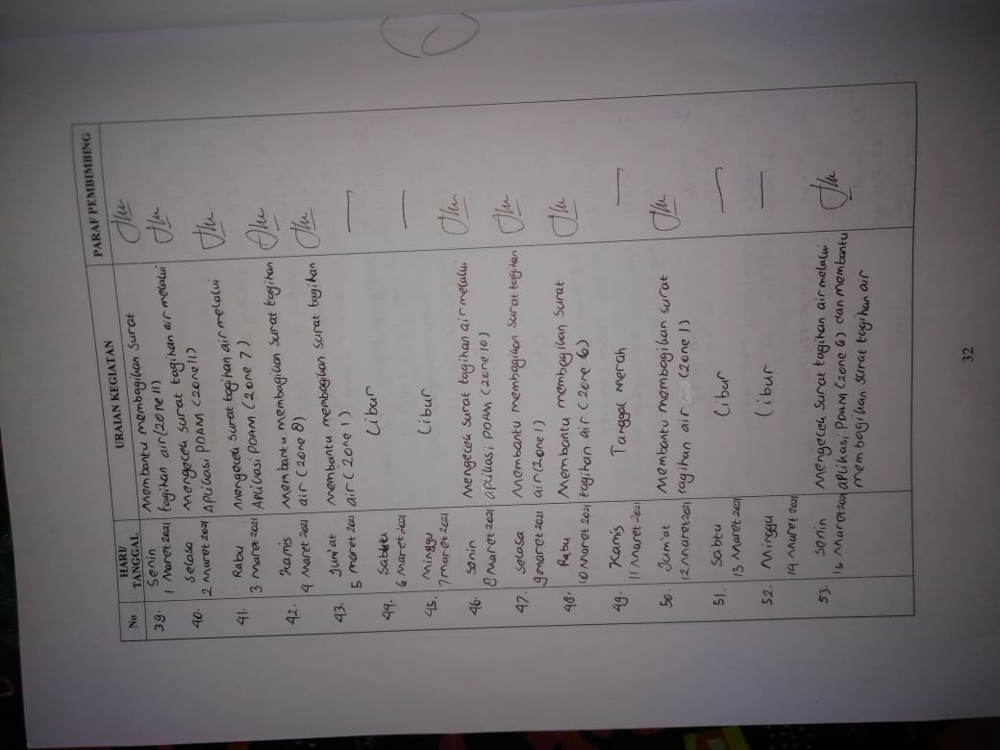 No HARI/ TANGGAL URAIAN KEGIATAN PARAF PEMBIMBING
39. Senin Membantu membagikan surat
1 Maret 2021 tagihan air (zone 11)
40. Selasa Mengecek surat tagihan air melalui
2 Maret 2021 Aplikasi PDAM (zone 11)
41. Rabu Mengecek surat tagihan air melalui
3 Maret 2021 Aplikasi PDAM (zone 7)
42. Kamis Membantu membagikan surat tagihan
4 Maret 2021 air (zone 8)
43. Jum'at Membantu membagikan surat tagihan
5 Maret 2021 air (zone 1)
44. Sabtu Libur
6 Maret 2021
45. Minggu Libur
7 Maret 2021
46. Senin Mengecek surat tagihan air melalui
8 Maret 2021 aplikasi PDAM (zone 10)
47. Selasa Membantu membagikan surat tagihan
9 Maret 2021 air (zone 1)
48. Rabu Membantu membagikan surat
10 Maret 2021 tagihan air (zone 6)
49. Kamis Tanggal merah
11 Maret 2021
50. Jum'at Membantu membagikan surat
12 Maret 2021 tagihan air (zone 1)
51. Sabtu Libur
13 Maret 2021
52. Minggu Libur
14 Maret 2021
53. Senin Mengecek surat tagihan air melalui
15 Maret 2021 aplikasi PDAM (zone 6) dan membantu
membagikan surat tagihan air
32